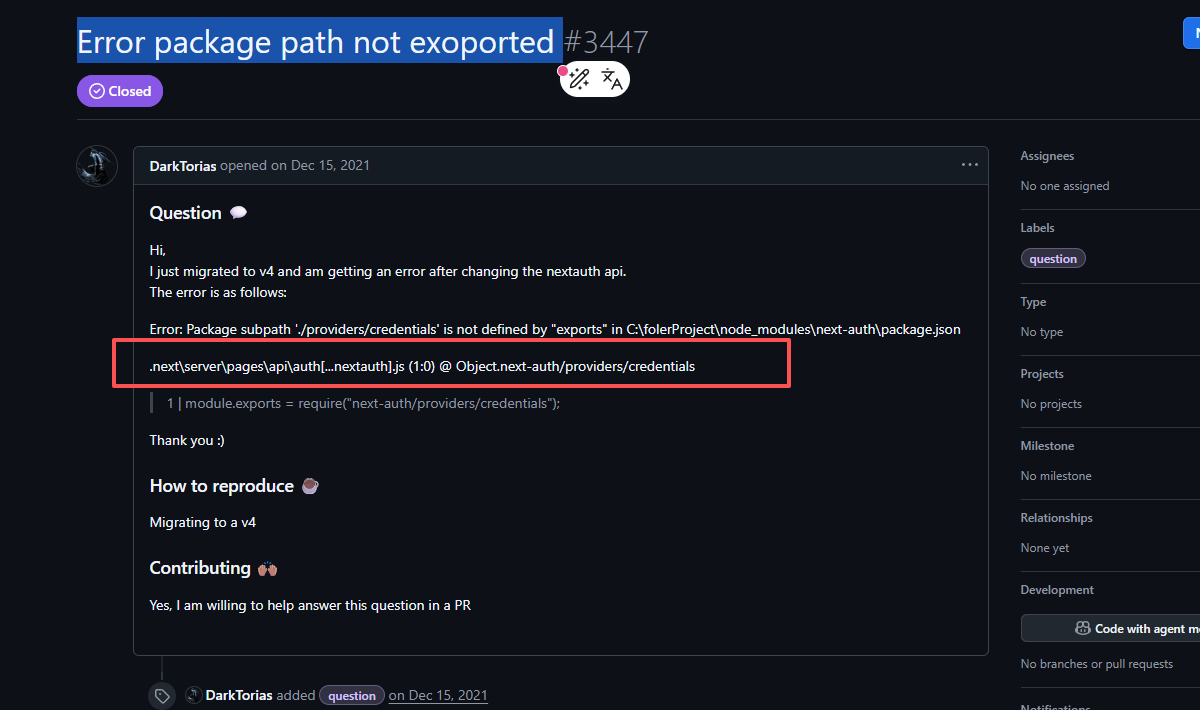 Error package path not exoported #3447
Closed
DarkTorias opened on Dec 15, 2021
Question 💬
Hi,
I just migrated to v4 and am getting an error after changing the nextauth api.
The error is as follows:
Error: Package subpath './providers/credentials' is not defined by "exports" in C:\folerProject\node_modules\next-auth\package.json
.next\server\pages\api\auth[...nextauth].js (1:0) @ Object.next-auth/providers/credentials
1 | module.exports = require("next-auth/providers/credentials");
Thank you :)
How to reproduce ☕️
Migrating to a v4
Contributing 🙌🏽
Yes, I am willing to help answer this question in a PR
DarkTorias added question on Dec 15, 2021
Assignees
No one assigned
Labels
question
Type
No type
Projects
No projects
Milestone
No milestone
Relationships
None yet
Development
Code with agent
No branches or pull requests
Notifications